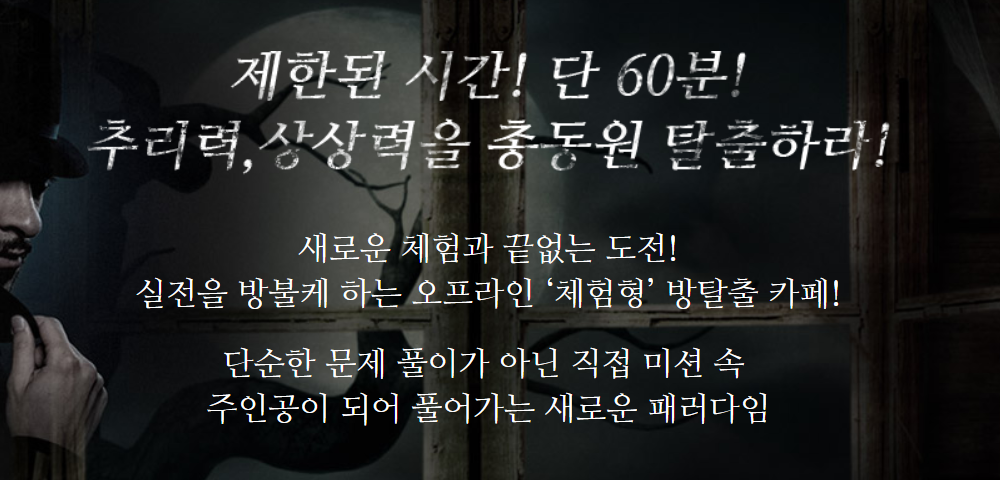 제한된 시간! 단 60분!
추리력,상상력을 총동원 탈출하라!
새로운 체험과 끝없는 도전!
실전을 방불케 하는 오프라인 ‘체험형’ 방탈출 카페!
단순한 문제 풀이가 아닌 직접 미션 속
주인공이 되어 풀어가는 새로운 패러다임